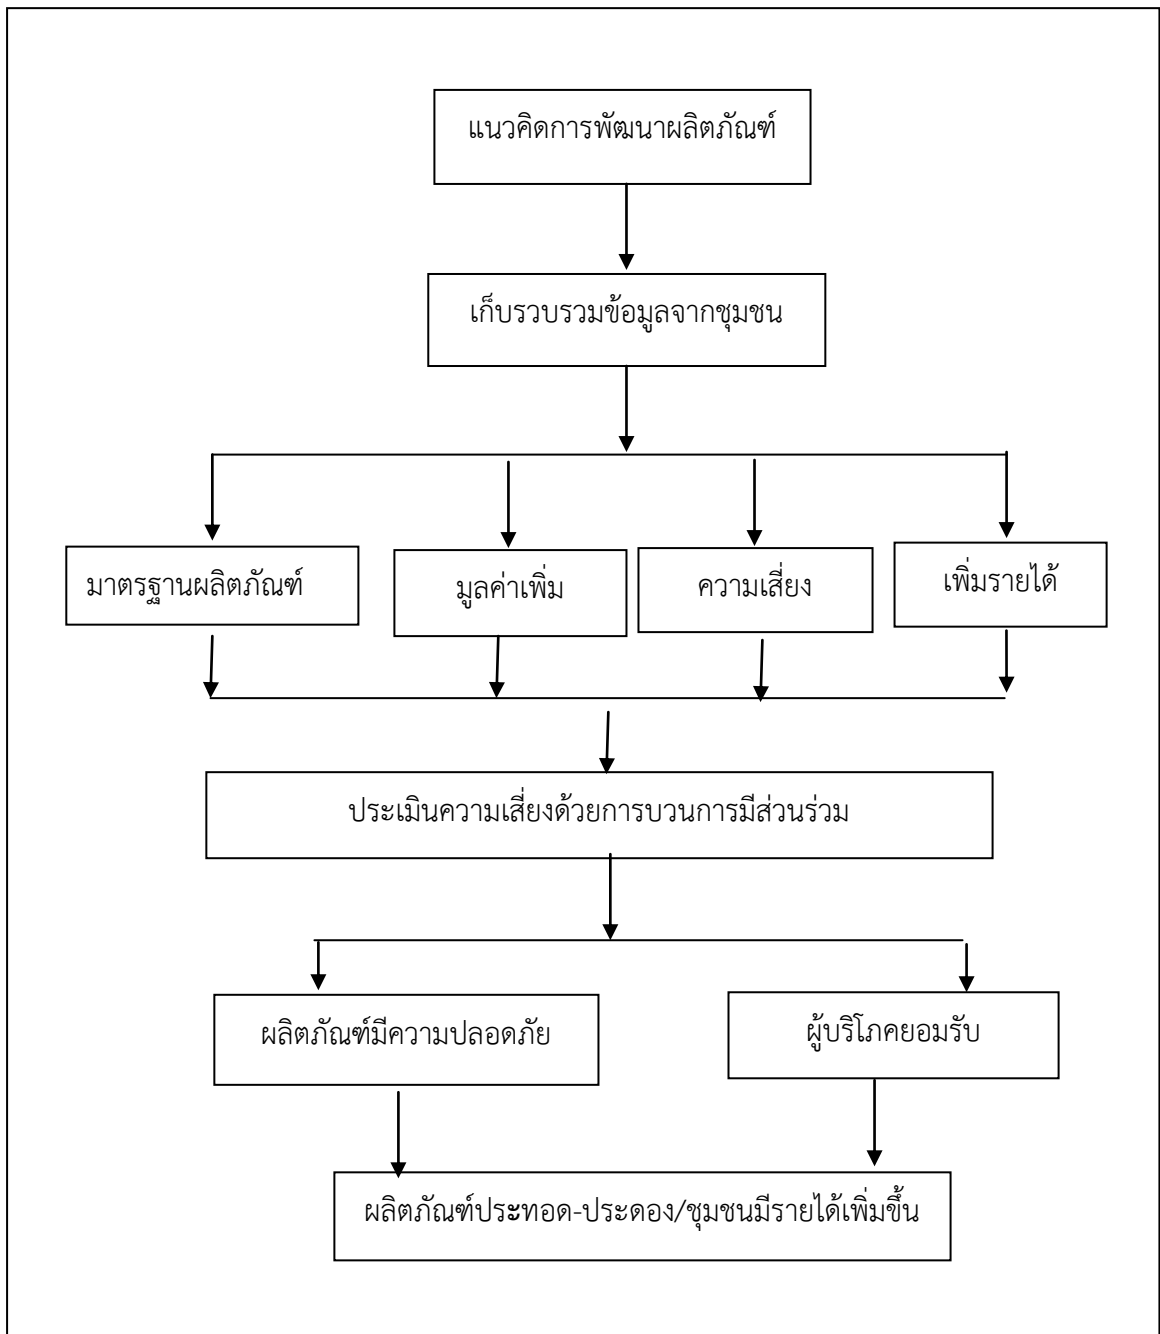 แนวคิดการพัฒนาผลิตภัณฑ์
เก็บรวบรวมข้อมูลจากชุมชน
มาตรฐานผลิตภัณฑ์
มูลค่าเพิ่ม
ความเสี่ยง
เพิ่มรายได้
ประเมินความเสี่ยงด้วยการบวนการมีส่วนร่วม
ผลิตภัณฑ์มีความปลอดภัย
ผู้บริโภคยอมรับ
ผลิตภัณฑ์ประทอด-ประดอง/ชุมชนมีรายได้เพิ่มขึ้น